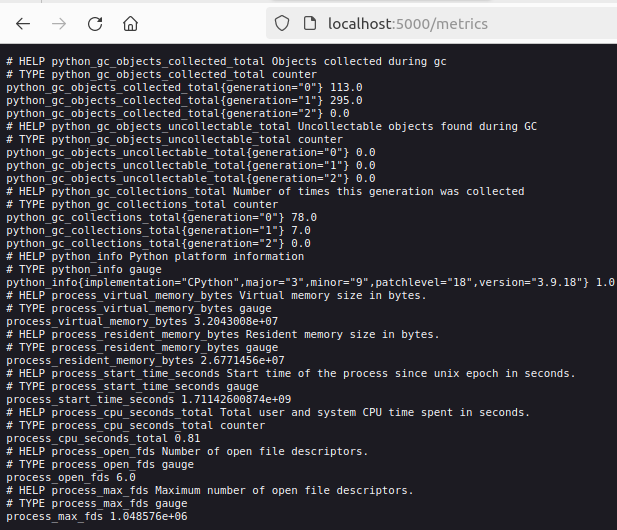 localhost:5000/metrics
# HELP python_gc_objects_collected_total Objects collected during gc
# TYPE python_gc_objects_collected_total counter
python_gc_objects_collected_total{generation="0"} 113.0
python_gc_objects_collected_total{generation="1"} 295.0
python_gc_objects_collected_total{generation="2"} 0.0
# HELP python_gc_objects_uncollectable_total Uncollectable objects found during GC
# TYPE python_gc_objects_uncollectable_total counter
python_gc_objects_uncollectable_total{generation="0"} 0.0
python_gc_objects_uncollectable_total{generation="1"} 0.0
python_gc_objects_uncollectable_total{generation="2"} 0.0
# HELP python_gc_collections_total Number of times this generation was collected
# TYPE python_gc_collections_total counter
python_gc_collections_total{generation="0"} 78.0
python_gc_collections_total{generation="1"} 7.0
python_gc_collections_total{generation="2"} 0.0
# HELP python_info Python platform information
# TYPE python_info gauge
python_info{implementation="CPython",major="3",minor="9",patchlevel="18",version="3.9.18"} 1.0
# HELP process_virtual_memory_bytes Virtual memory size in bytes.
# TYPE process_virtual_memory_bytes gauge
process_virtual_memory_bytes 3.2043008e+07
# HELP process_resident_memory_bytes Resident memory size in bytes.
# TYPE process_resident_memory_bytes gauge
process_resident_memory_bytes 2.6771456e+07
# HELP process_start_time_seconds Start time of the process since unix epoch in seconds.
# TYPE process_start_time_seconds gauge
process_start_time_seconds 1.71142600874e+09
# HELP process_cpu_seconds_total Total user and system CPU time spent in seconds.
# TYPE process_cpu_seconds_total counter
process_cpu_seconds_total 0.81
# HELP process_open_fds Number of open file descriptors.
# TYPE process_open_fds gauge
process_open_fds 6.0
# HELP process_max_fds Maximum number of open file descriptors.
# TYPE process_max_fds gauge
process_max_fds 1.048576e+06